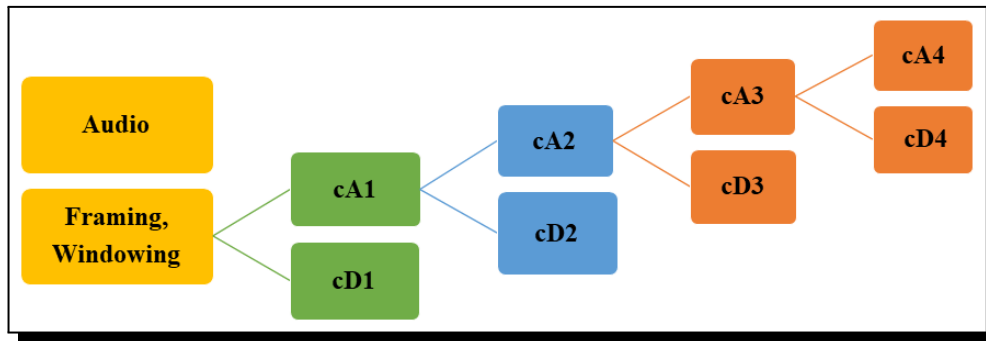 Audio
Framing,
Windowing
cA1
cD1
cA2
cD2
cA3
cD3
cA4
cD4